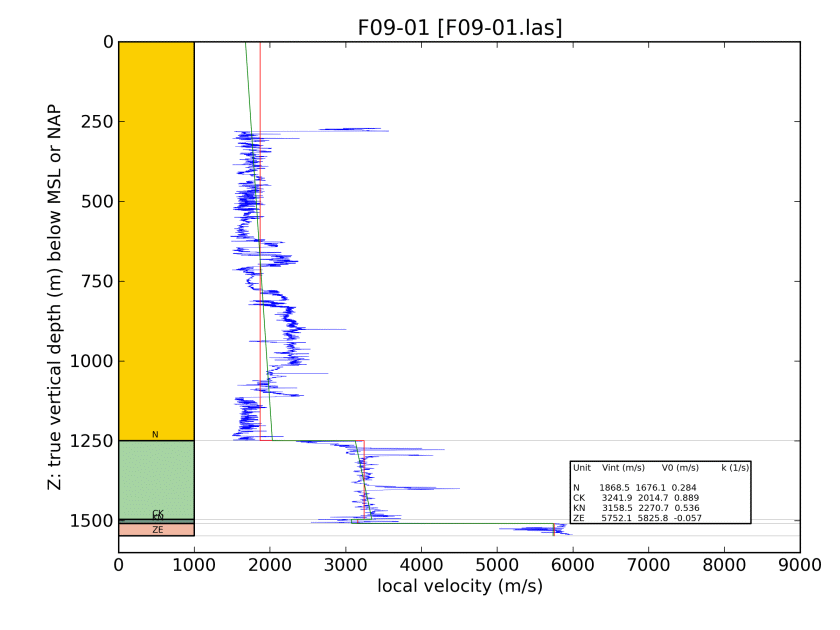 F09-01 [F09-01.las]
Z: true vertical depth (m) below MSL or NAP
0
250
500
750
1000
1250
1500
N
CK
KN
ZE
Unit Vint (m/s) V0 (m/s) k (1/s)
N 1868.5 1676.1 0.284
CK 3241.9 2014.7 0.889
KN 3158.5 2270.7 0.536
ZE 5752.1 5825.8 -0.057
0 1000 2000 3000 4000 5000 6000 7000 8000 9000
local velocity (m/s)